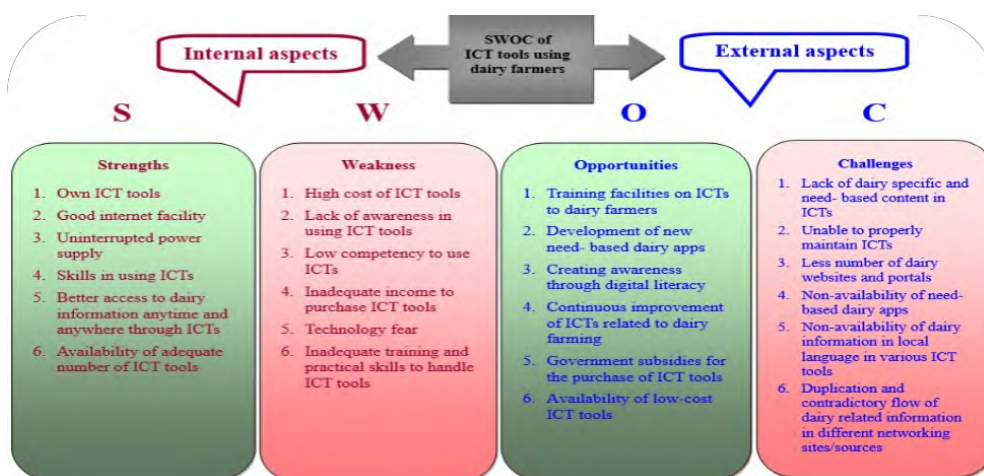 SWOC of
ICT tools using
dairy farmers
Internal aspects
External aspects
S
W
O
C
Strengths
1. Own ICT tools
2. Good internet facility
3. Uninterrupted power
supply
4. Skills in using ICTs
5. Better access to dairy
information anytime and
anywhere through ICTs
6. Availability of adequate
number of ICT tools
Weakness
1. High cost of ICT tools
2. Lack of awareness in
using ICT tools
3. Low competency to use
ICTs
4. Inadequate income to
purchase ICT tools
5. Technology fear
6. Inadequate training and
practical skills to handle
ICT tools
Opportunities
1. Training facilities on ICTs
to dairy farmers
2. Development of new
need- based dairy apps
3. Creating awareness
through digital literacy
4. Continuous improvement
of ICTs related to dairy
farming
5. Government subsidies for
the purchase of ICT tools
6. Availability of low-cost
ICT tools
Challenges
1. Lack of dairy specific and
need- based content in
ICTs
2. Unable to properly
maintain ICTs
3. Less number of dairy
websites and portals
4. Non-availability of need-
based dairy apps
5. Non-availability of dairy
information in local
language in various ICT
tools
6. Duplication and
contradictory flow of
dairy related information
in different networking
sites/sources